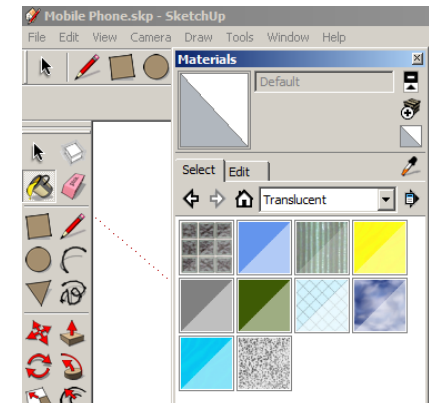 Mobile Phone.skp - SketchUp
File Edit View Camera Draw Tools Window Help
Materials
Default
Select Edit
Translucent